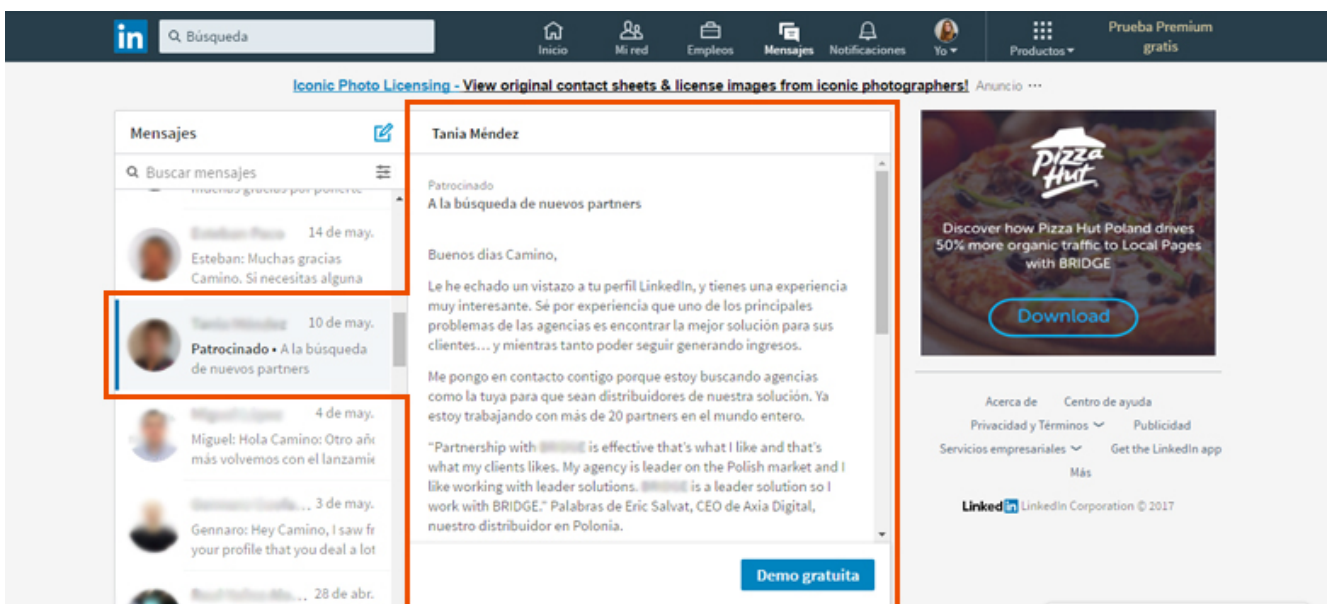 in Búsqueda
Inicio
Mi red
Empleos
Mensajes
Notificaciones
Yo
Productos
Prueba Premium
gratis
Iconic Photo Licensing - View original contact sheets & license images from iconic photographers! Anuncio ...
Mensajes
Buscar mensajes
muchas gracias por ponerte
14 de may.
Esteban: Muchas gracias
Camino. Si necesitas alguna
10 de may.
Patrocinado • A la búsqueda
de nuevos partners
4 de may.
Miguel: Hola Camino: Otro año
más volvemos con el lanzamie
... 3 de may.
Gennaro: Hey Camino, I saw fr
your profile that you deal a lot
... 28 de abr.
Tania Méndez
Patrocinado
A la búsqueda de nuevos partners
Buenos días Camino,
Le he echado un vistazo a tu perfil LinkedIn, y tienes una experiencia
muy interesante. Sé por experiencia que uno de los principales
problemas de las agencias es encontrar la mejor solución para sus
clientes... y mientras tanto poder seguir generando ingresos.
Me pongo en contacto contigo porque estoy buscando agencias
como la tuya para que sean distribuidores de nuestra solución. Ya
estoy trabajando con más de 20 partners en el mundo entero.
"Partnership with is effective that's what I like and that's
what my clients likes. My agency is leader on the Polish market and I
like working with leader solutions. is a leader solution so I
work with BRIDGE." Palabras de Eric Salvat, CEO de Axia Digital,
nuestro distribuidor en Polonia.
Demo gratuita
Pizza
Hut
Discover how Pizza Hut Poland drives
50% more organic traffic to Local Pages
with BRIDGE
Download
Acerca de Centro de ayuda
Privacidad y Términos Publicidad
Servicios empresariales Get the LinkedIn app
Más
Linked in LinkedIn Corporation © 2017